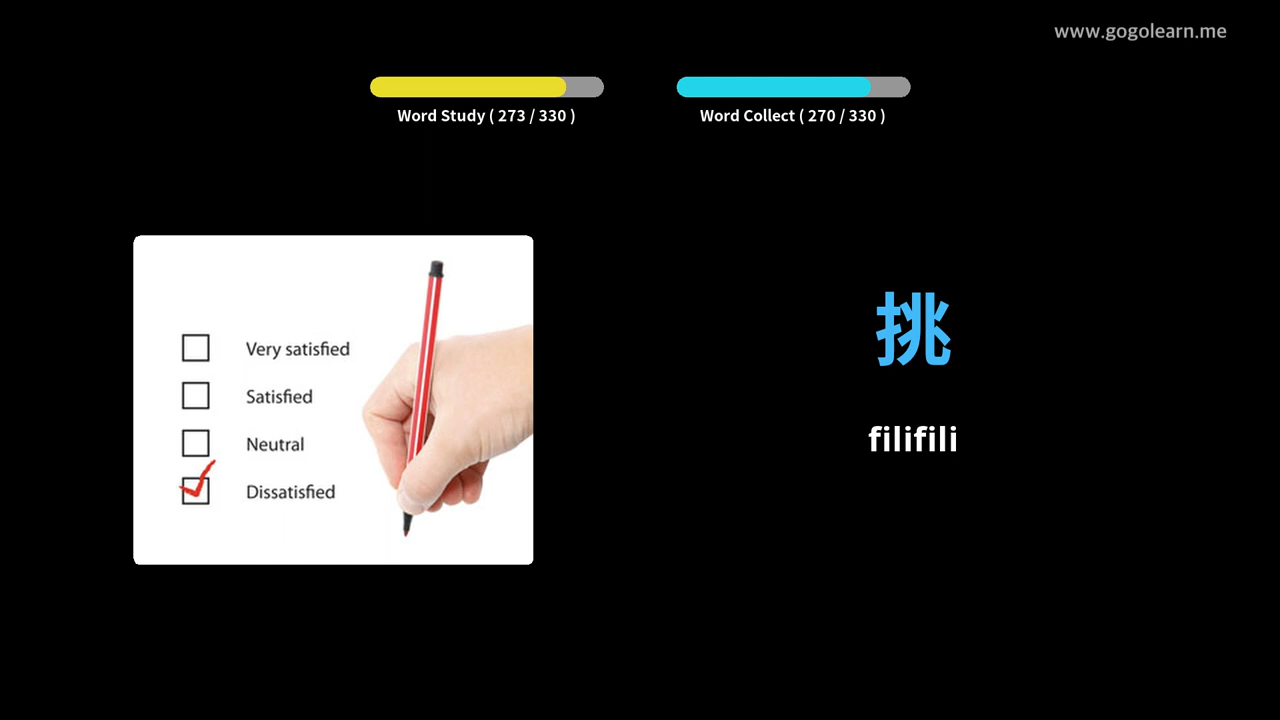 www.gogolearn.me
Word Study ( 273 / 330 )
Word Collect ( 270 / 330 )
Very satisfied
Satisfied
Neutral
Dissatisfied
挑
filifili